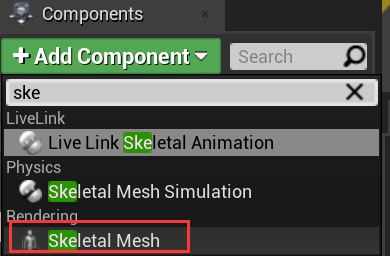 Components
+ Add Component
Search
ske
LiveLink
Live Link Skeletal Animation
Physics
Skeletal Mesh Simulation
Rendering
Skeletal Mesh